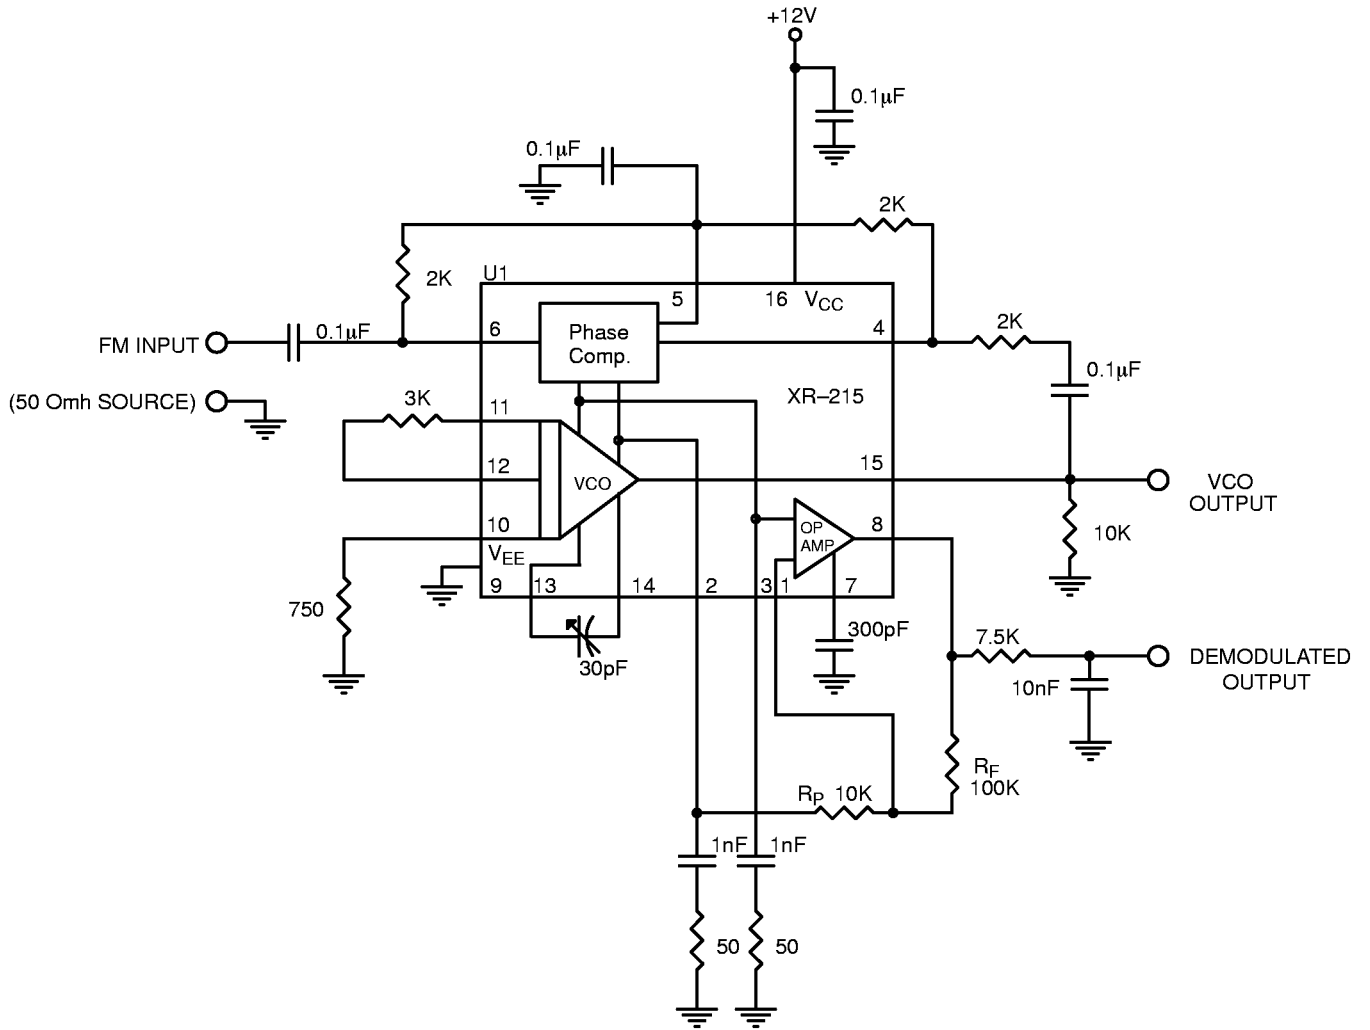 +12V
0.1µF
0.1µF
2K
2K
U1
5
16
VCC
6
Phase
Comp.
4
2K
FM INPUT
0.1µF
0.1µF
(50 Omh SOURCE)
3K
11
XR–215
12
VCO
15
VCO
OUTPUT
10
OP
AMP
8
10K
VEE
9
13
14
2
3
1
7
750
30pF
300pF
7.5K
DEMODULATED
OUTPUT
10nF
RF
100K
RP 10K
1nF
1nF
50
50